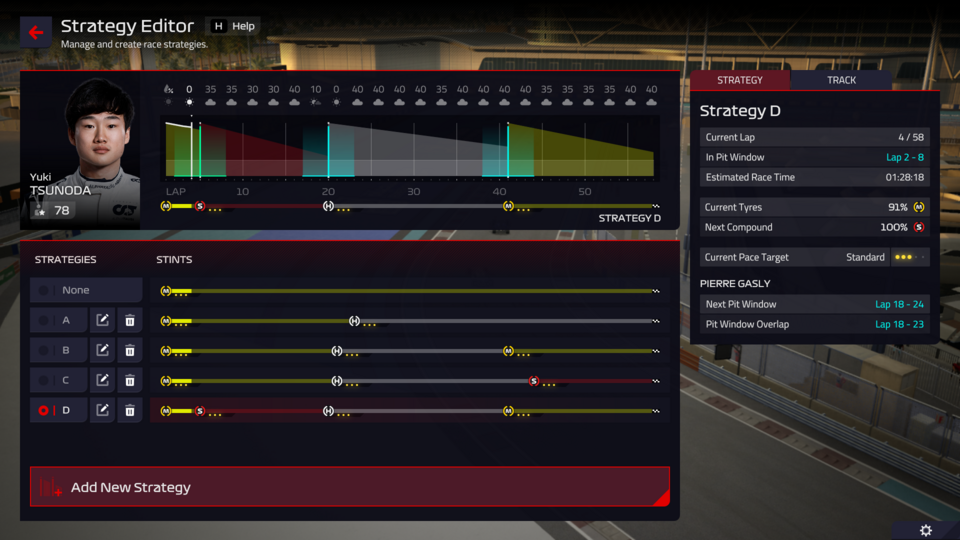 Strategy Editor
H Help
Manage and create race strategies.
% 0 35 35 30 30 40 10 0 40 40 40 40 40 40 40 40 45 35 35 35 35 40 40
Yuki
TSUNODA
78
LAP 10 20 30 40 50
M S H M
STRATEGY D
STRATEGIES STINTS
None M
A M H
B M H M
C M H S
D M S H M
Add New Strategy
STRATEGY TRACK
Strategy D
Current Lap 4 / 58
In Pit Window Lap 2 - 8
Estimated Race Time 01:28:18
Current Tyres 91% M
Next Compound 100% S
Current Pace Target Standard
PIERRE GASLY
Next Pit Window Lap 18 - 24
Pit Window Overlap Lap 18 - 23